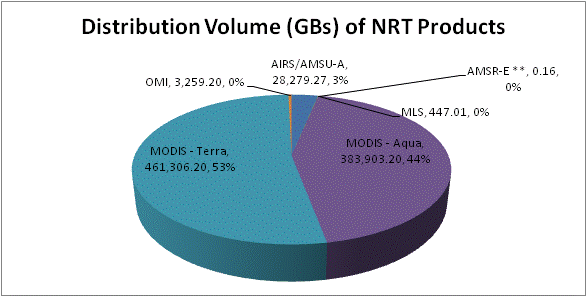 Distribution Volume (GBs) of NRT Products
AIRS/AMSU-A,
28,279.27, 3%
AMSR-E **, 0.16,
0%
OMI, 3,259.20, 0%
MLS, 447.01, 0%
MODIS - Terra,
461,306.20, 53%
MODIS - Aqua,
383,903.20, 44%